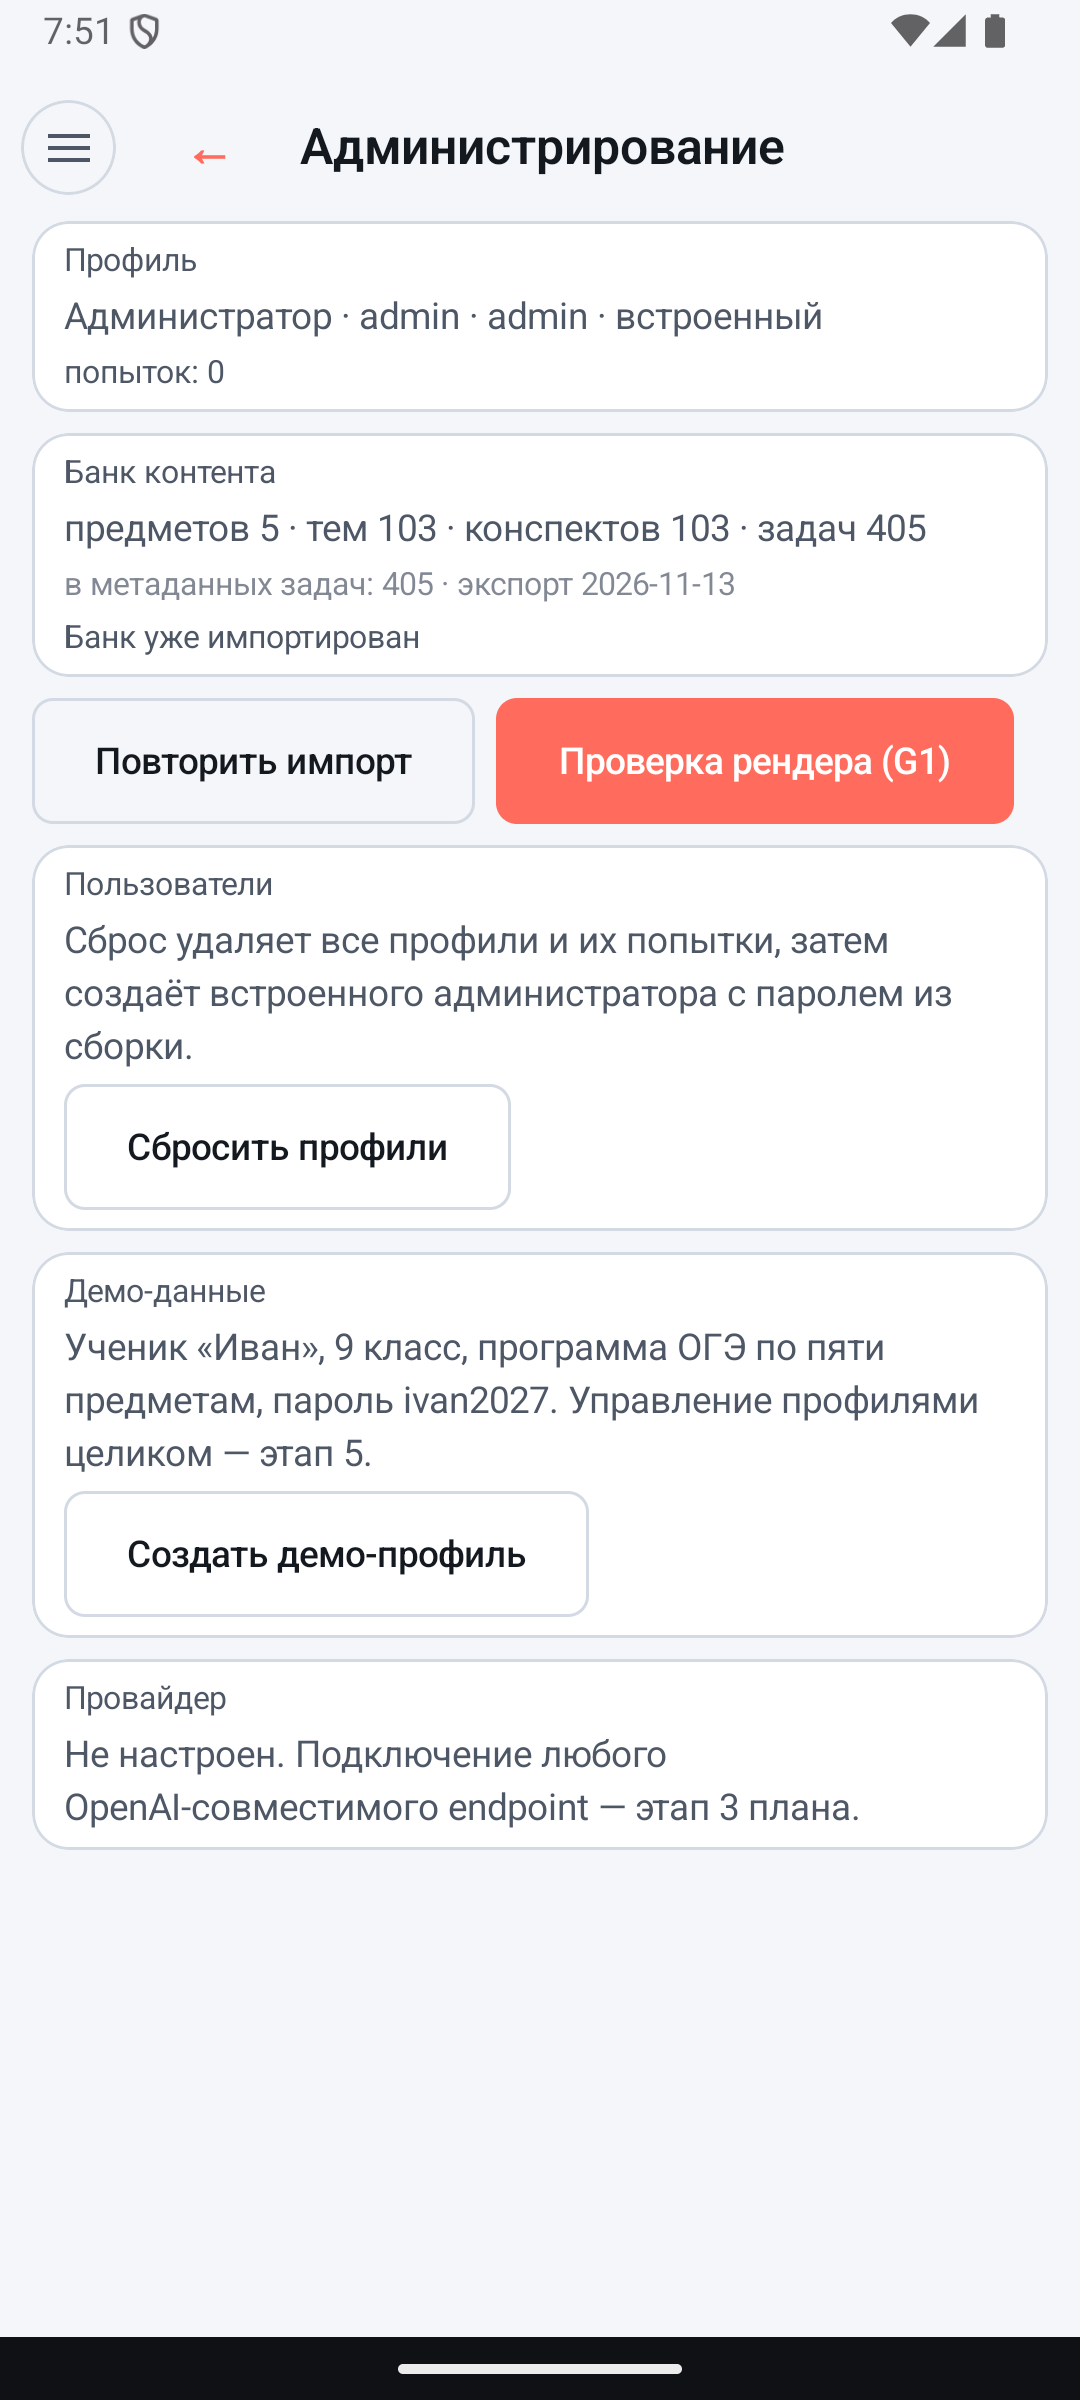 7:51
← Администрирование
Профиль
Администратор · admin · admin · встроенный
попыток: 0
Банк контента
предметов 5 · тем 103 · конспектов 103 · задач 405
в метаданных задач: 405 · экспорт 2026-11-13
Банк уже импортирован
Повторить импорт
Проверка рендера (G1)
Пользователи
Сброс удаляет все профили и их попытки, затем
создаёт встроенного администратора с паролем из
сборки.
Сбросить профили
Демо-данные
Ученик «Иван», 9 класс, программа ОГЭ по пяти
предметам, пароль ivan2027. Управление профилями
целиком — этап 5.
Создать демо-профиль
Провайдер
Не настроен. Подключение любого
OpenAI-совместимого endpoint — этап 3 плана.